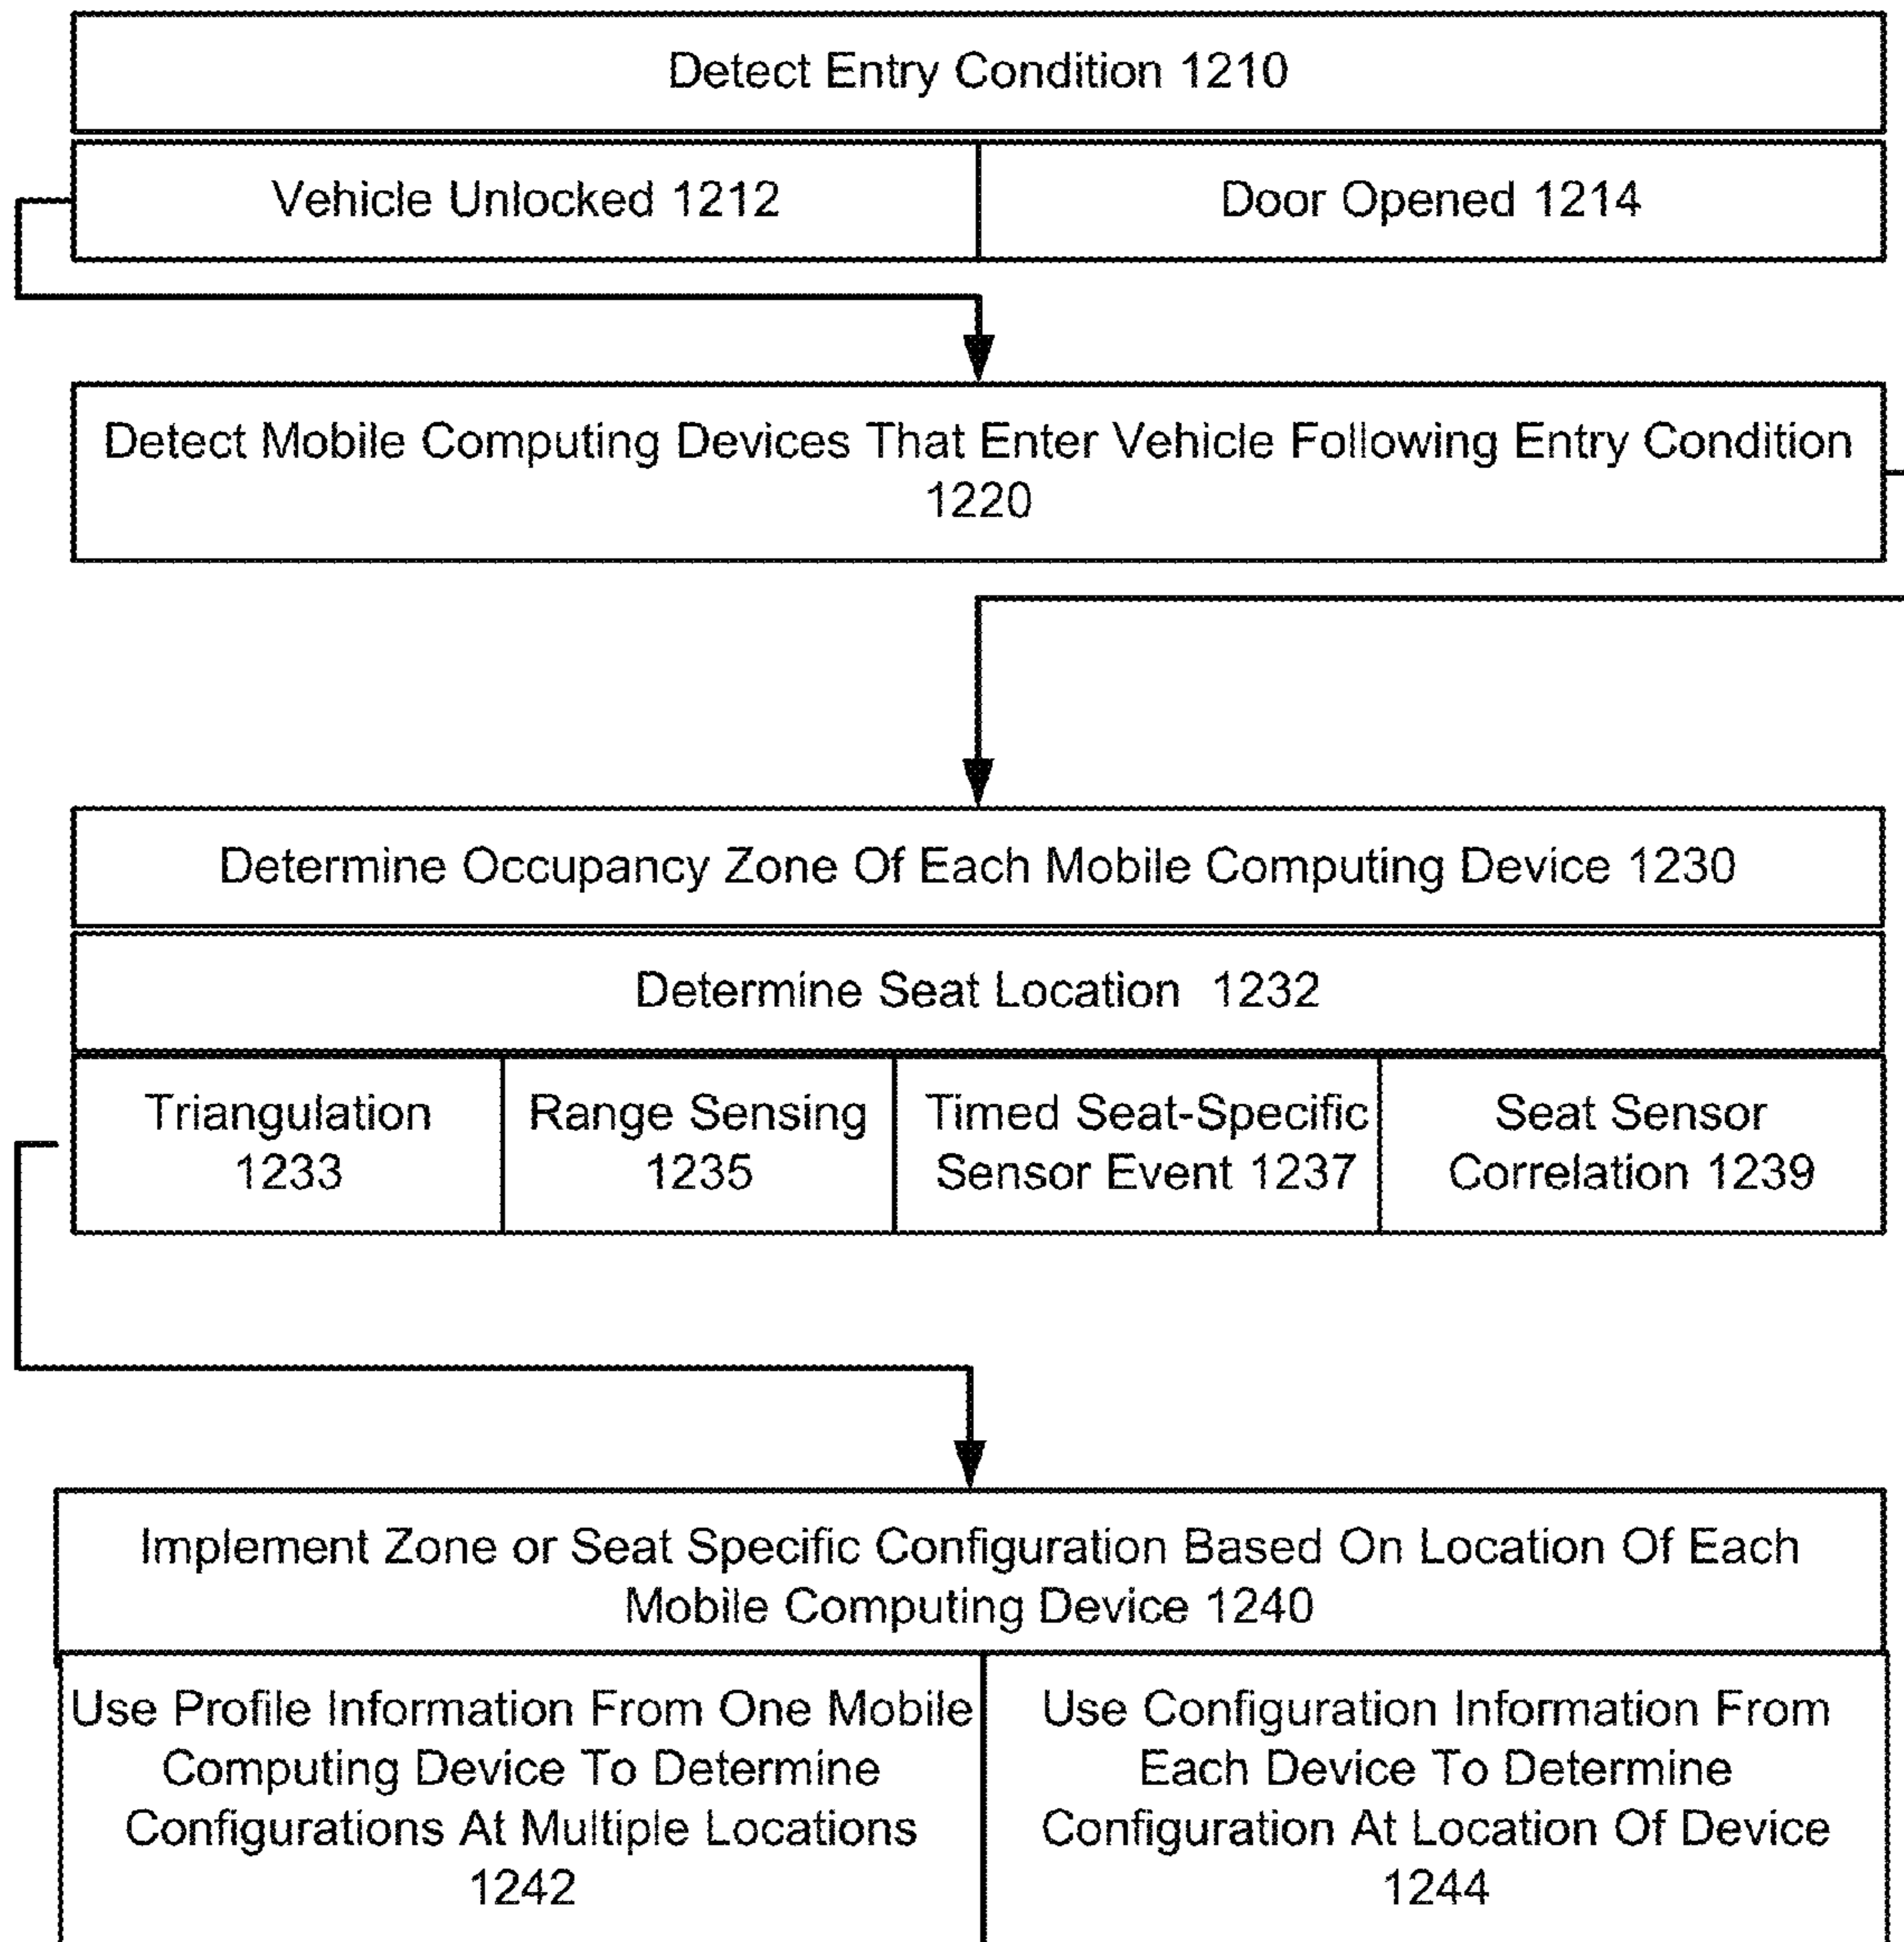 Detect Entry Condition 1210
Vehicle Unlocked 1212
Door Opened 1214
Detect Mobile Computing Devices That Enter Vehicle Following Entry Condition
1220
Determine Occupancy Zone Of Each Mobile Computing Device 1230
Determine Seat Location 1232
Triangulation
1233
Range Sensing
1235
Timed Seat-Specific
Sensor Event 1237
Seat Sensor
Correlation 1239
Implement Zone or Seat Specific Configuration Based On Location Of Each
Mobile Computing Device 1240
Use Profile Information From One Mobile
Computing Device To Determine
Configurations At Multiple Locations
1242
Use Configuration Information From
Each Device To Determine
Configuration At Location Of Device
1244